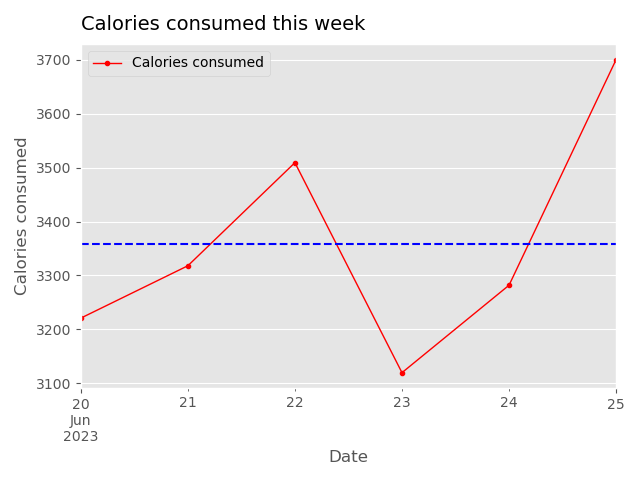 Calories consumed this week
Calories consumed
3700
3600
3500
3400
3300
3200
3100
Calories consumed
20 21 22 23 24 25
Jun
2023
Date